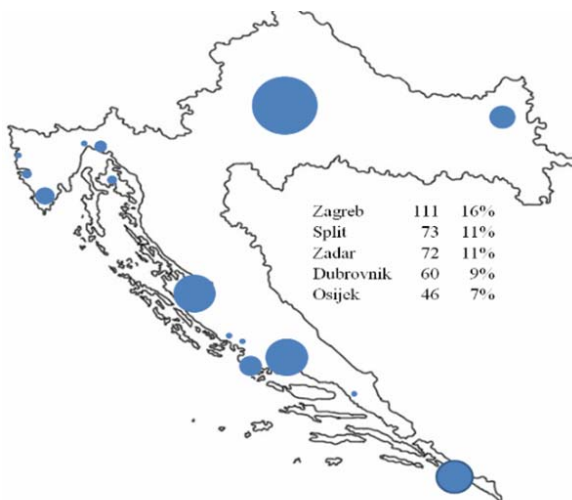 Zagreb 111 16%
Split 73 11%
Zadar 72 11%
Dubrovnik 60 9%
Osijek 46 7%